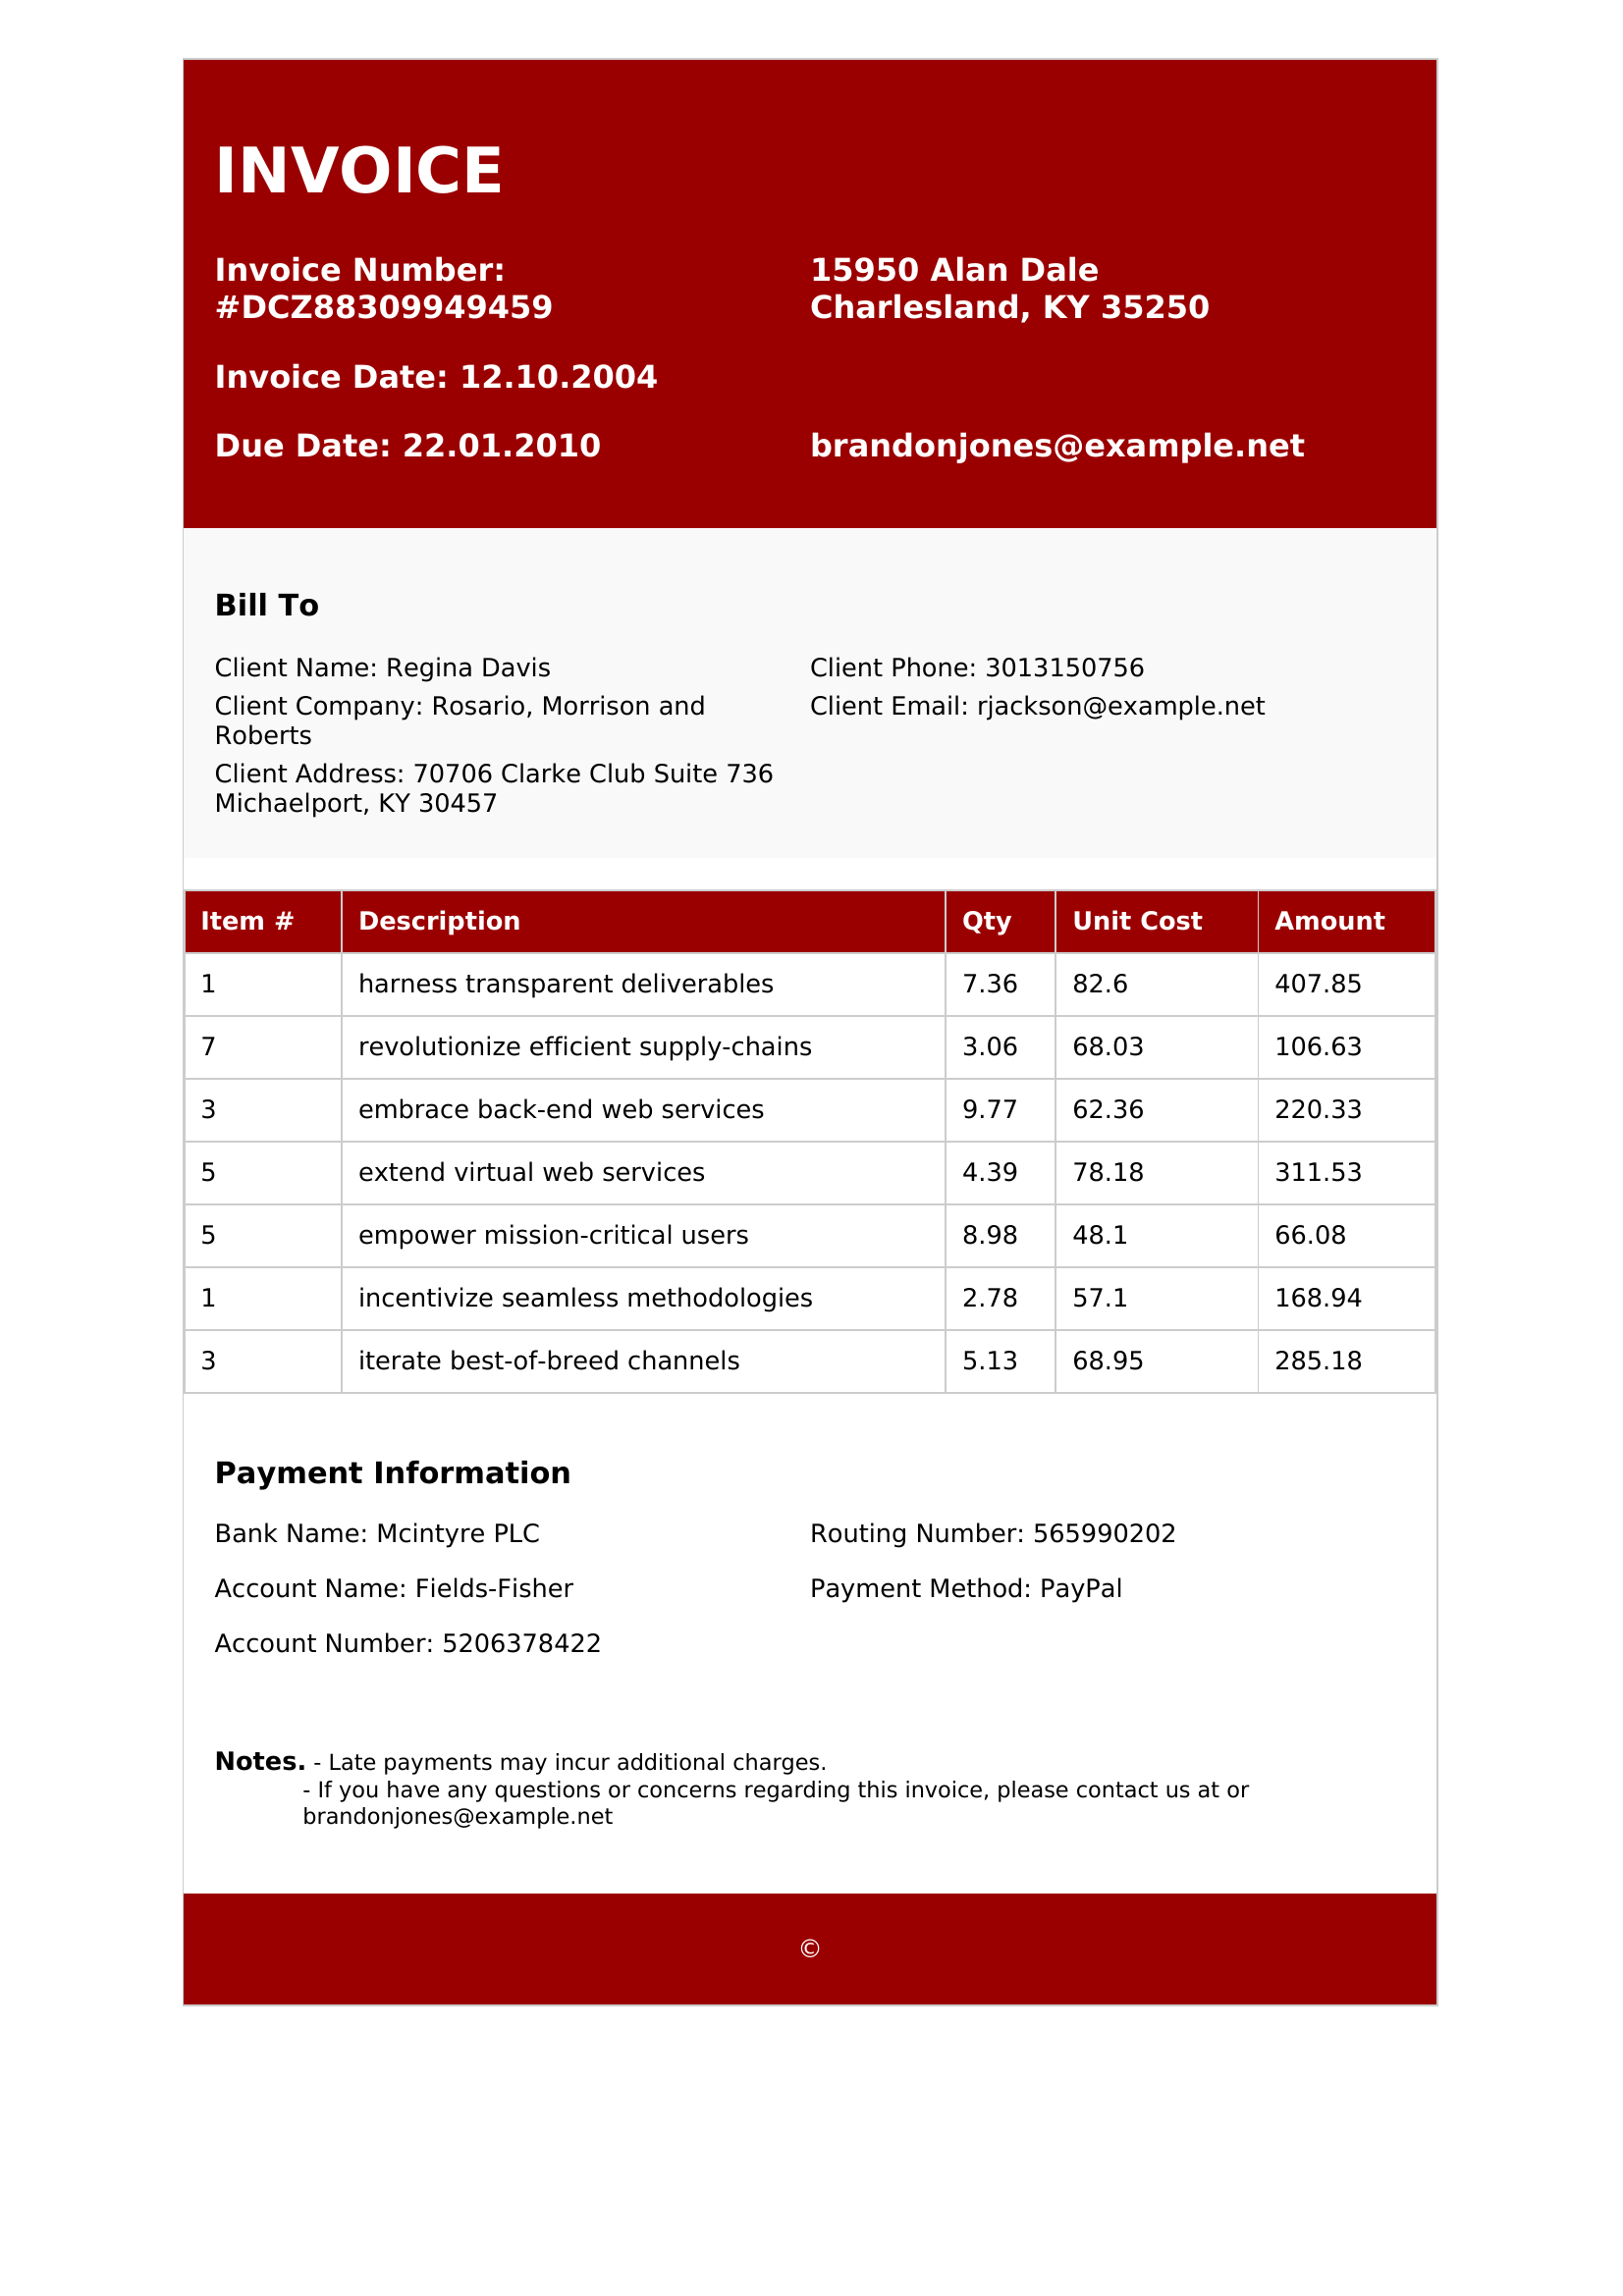 INVOICE
Invoice Number:
#DCZ88309949459
15950 Alan Dale
Charlesland, KY 35250
Invoice Date: 12.10.2004
Due Date: 22.01.2010
brandonjones@example.net
Bill To
Client Name: Regina Davis
Client Phone: 3013150756
Client Company: Rosario, Morrison and
Roberts
Client Email: rjackson@example.net
Client Address: 70706 Clarke Club Suite 736
Michaelport, KY 30457
Item # Description Qty Unit Cost Amount
1 harness transparent deliverables 7.36 82.6 407.85
7 revolutionize efficient supply-chains 3.06 68.03 106.63
3 embrace back-end web services 9.77 62.36 220.33
5 extend virtual web services 4.39 78.18 311.53
5 empower mission-critical users 8.98 48.1 66.08
1 incentivize seamless methodologies 2.78 57.1 168.94
3 iterate best-of-breed channels 5.13 68.95 285.18
Payment Information
Bank Name: Mcintyre PLC
Routing Number: 565990202
Account Name: Fields-Fisher
Payment Method: PayPal
Account Number: 5206378422
Notes. - Late payments may incur additional charges.
- If you have any questions or concerns regarding this invoice, please contact us at or
brandonjones@example.net
©